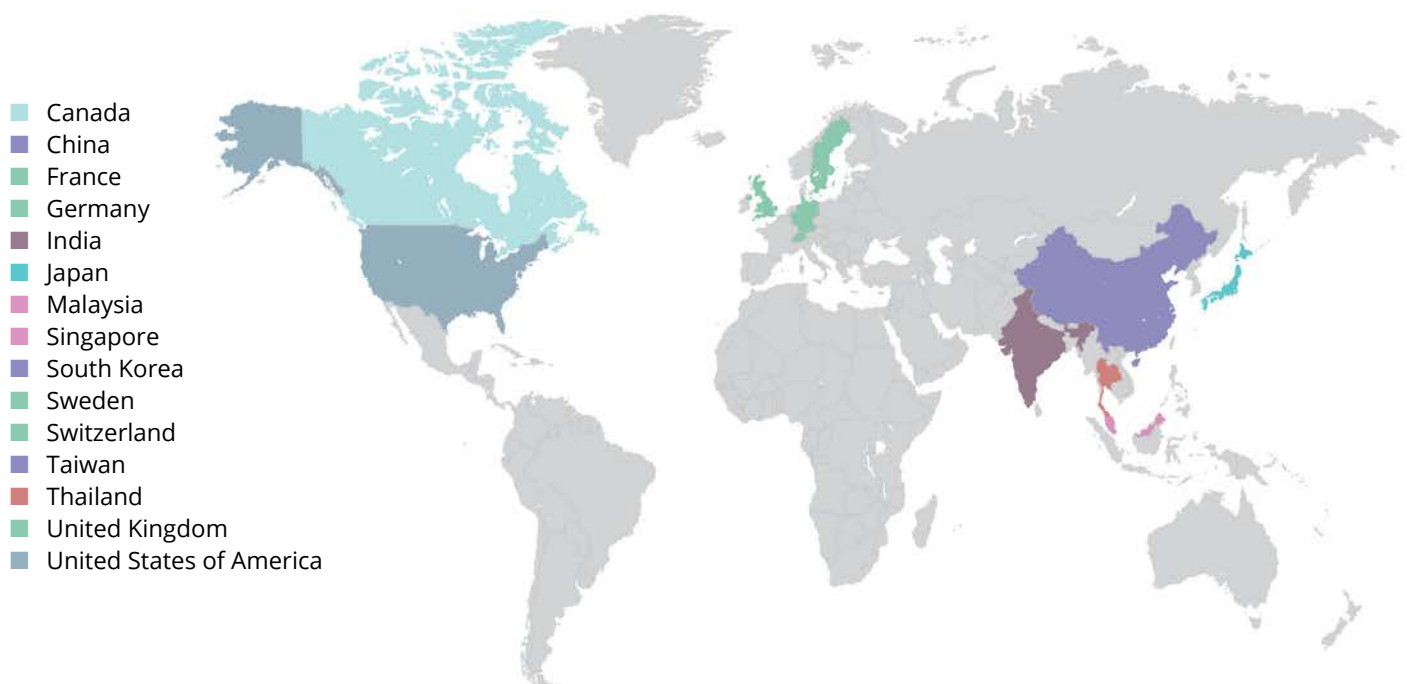 Canada
China
France
Germany
India
Japan
Malaysia
Singapore
South Korea
Sweden
Switzerland
Taiwan
Thailand
United Kingdom
United States of America